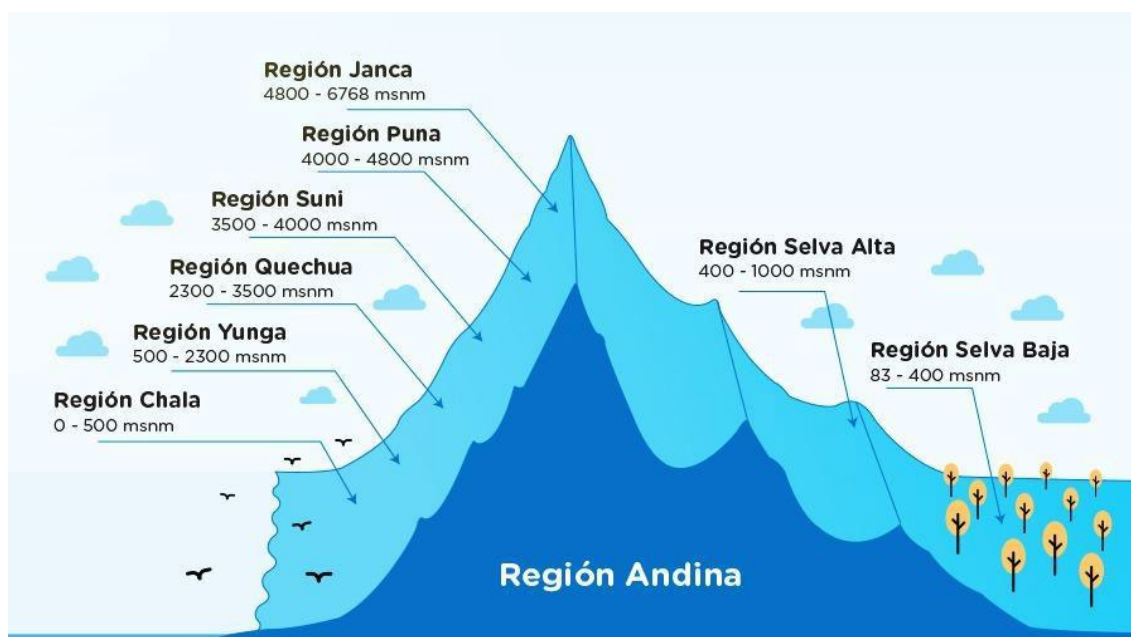 Región Janca
4800 - 6768 msnm
Región Puna
4000 - 4800 msnm
Región Suni
3500 - 4000 msnm
Región Quechua
2300 - 3500 msnm
Región Yunga
500 - 2300 msnm
Región Chala
0 - 500 msnm
Región Selva Alta
400 - 1000 msnm
Región Selva Baja
83 - 400 msnm
Región Andina